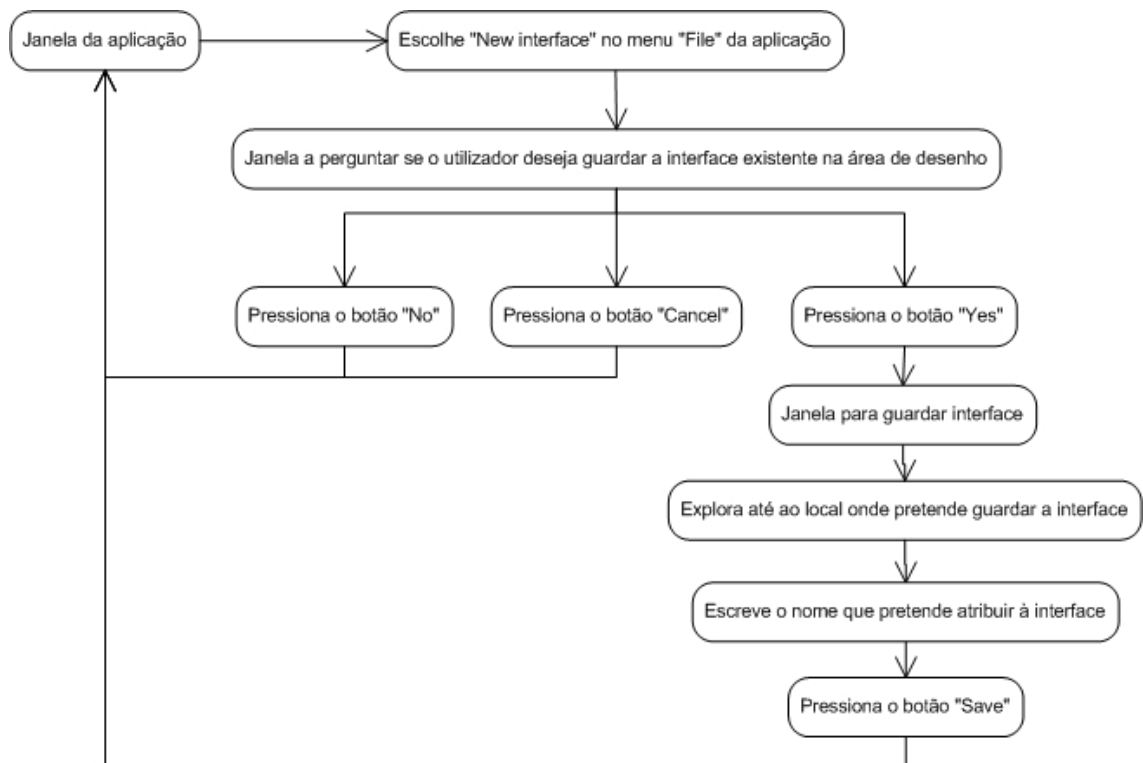 Janela da aplicação
Escolhe "New interface" no menu "File" da aplicação
Janela a perguntar se o utilizador deseja guardar a interface existente na área de desenho
Pressiona o botão "No"
Pressiona o botão "Cancel"
Pressiona o botão "Yes"
Janela para guardar interface
Explora até ao local onde pretende guardar a interface
Escreve o nome que pretende atribuir à interface
Pressiona o botão "Save"